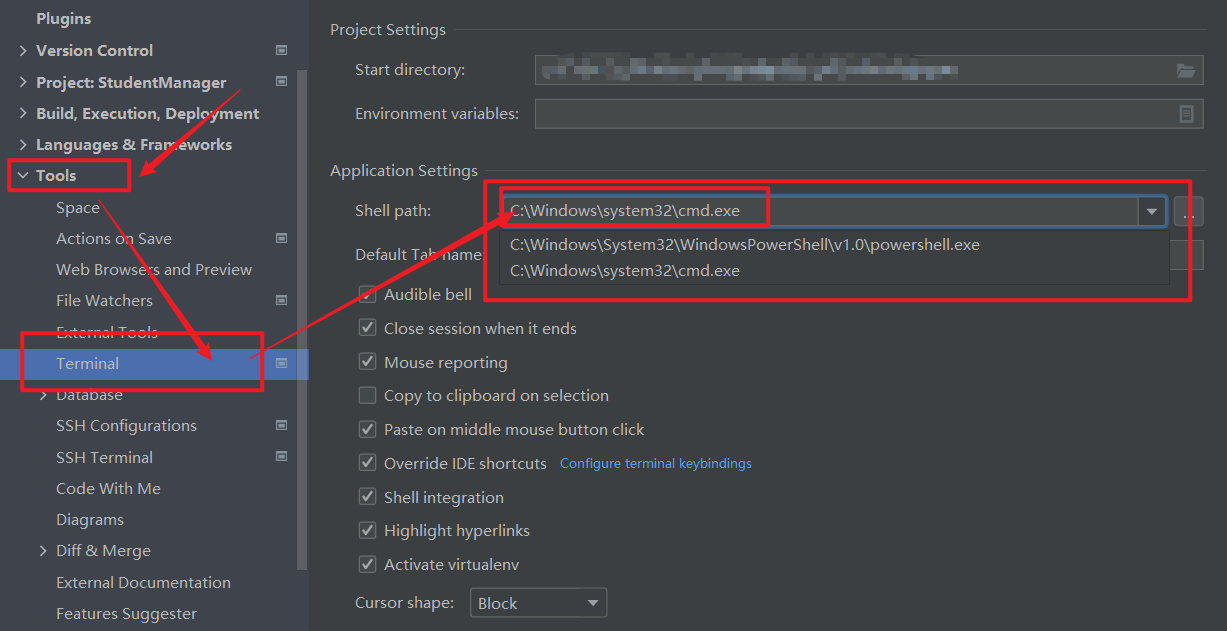 Plugins
Version Control
Project: StudentManager
Build, Execution, Deployment
Languages & Frameworks
Tools
Space
Actions on Save
Web Browsers and Preview
File Watchers
External Tools
Terminal
Database
SSH Configurations
SSH Terminal
Code With Me
Diagrams
Diff & Merge
External Documentation
Features Suggester
Project Settings
Start directory:
Environment variables:
Application Settings
Shell path: C:\Windows\system32\cmd.exe ...
C:\Windows\System32\WindowsPowerShell\v1.0\powershell.exe
Default Tab name:
C:\Windows\system32\cmd.exe
Audible bell
Close session when it ends
Mouse reporting
Copy to clipboard on selection
Paste on middle mouse button click
Override IDE shortcuts Configure terminal keybindings
Shell integration
Highlight hyperlinks
Activate virtualenv
Cursor shape: Block